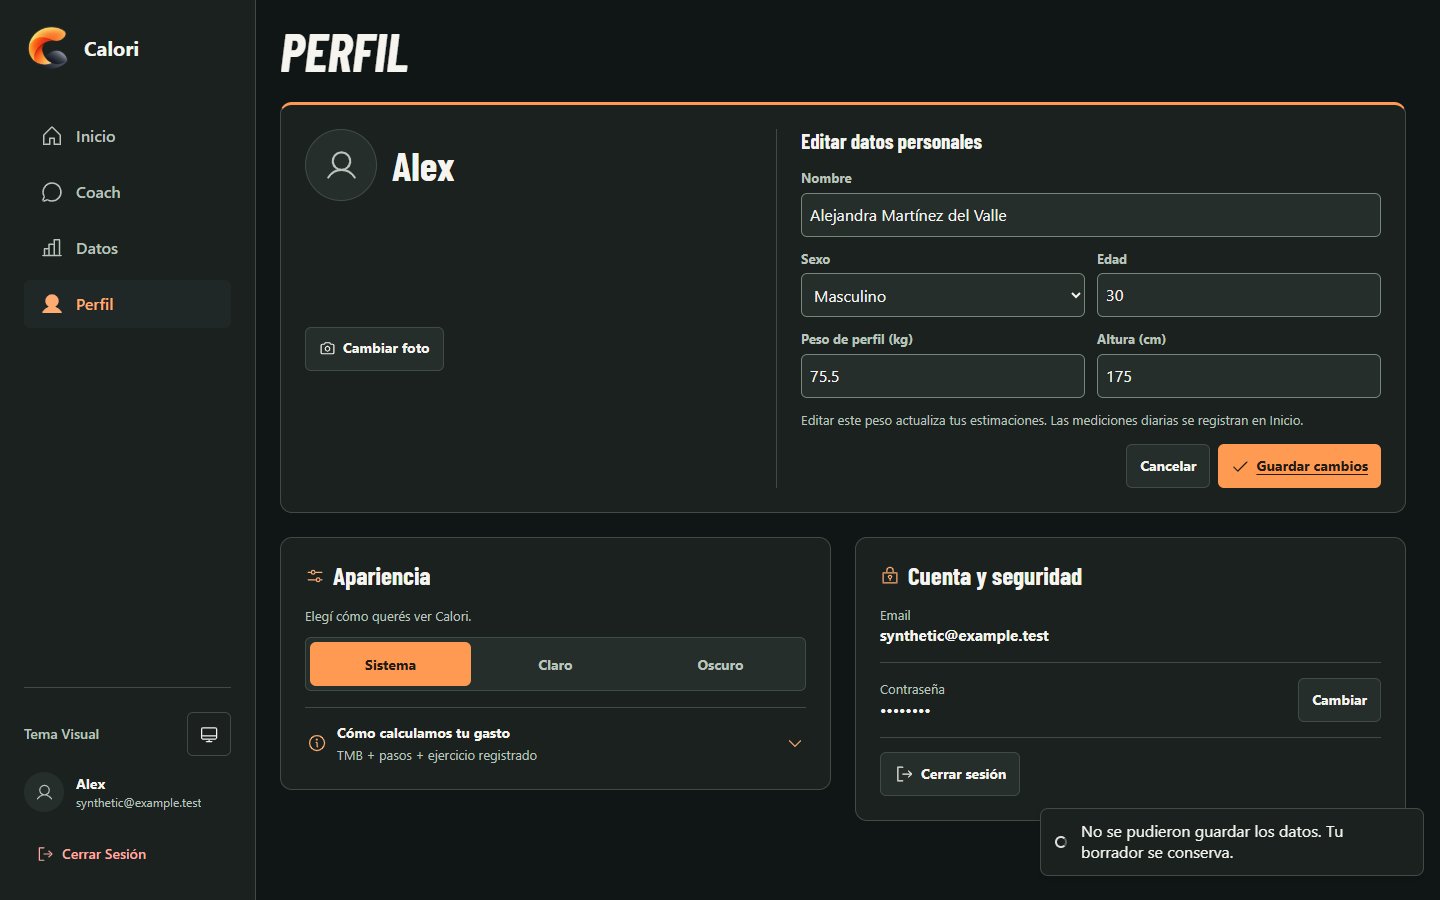 Calori
Inicio
Coach
Datos
Perfil
Tema Visual
Alex
synthetic@example.test
Cerrar Sesión
PERFIL
Alex
Cambiar foto
Editar datos personales
Nombre
Alejandra Martínez del Valle
Sexo
Edad
Masculino
30
Peso de perfil (kg)
Altura (cm)
75.5
175
Editar este peso actualiza tus estimaciones. Las mediciones diarias se registran en Inicio.
Cancelar
Guardar cambios
Apariencia
Elegí cómo querés ver Calori.
Sistema
Claro
Oscuro
Cómo calculamos tu gasto
TMB + pasos + ejercicio registrado
Cuenta y seguridad
Email
synthetic@example.test
Contraseña
••••••••
Cambiar
Cerrar sesión
No se pudieron guardar los datos. Tu
borrador se conserva.